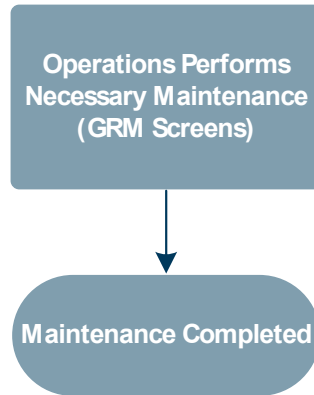 Operations Performs
Necessary Maintenance
(GRM Screens)
Maintenance Completed